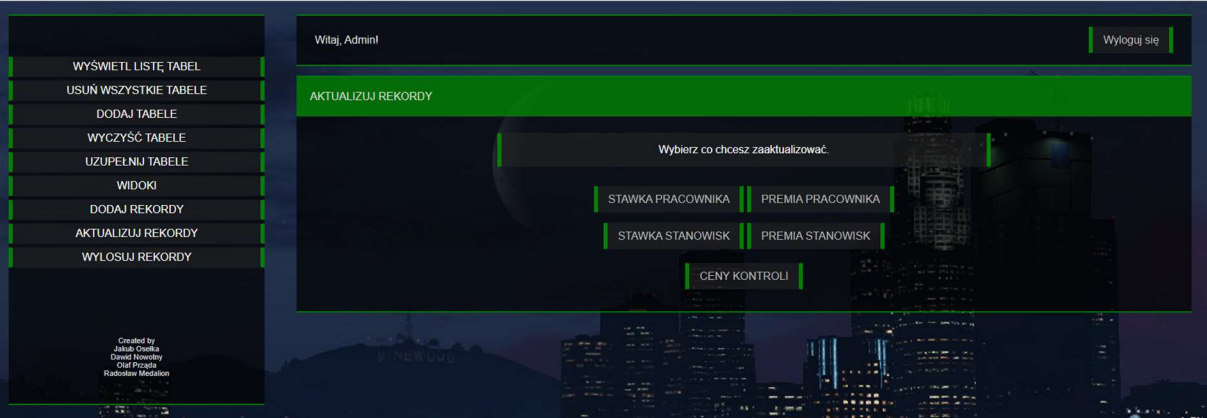 WYŚWIETL LISTĘ TABEL
USUŃ WSZYSTKIE TABELE
DODAJ TABELE
WYCZYŚĆ TABELE
UZUPEŁNIJ TABELE
WIDOKI
DODAJ REKORDY
AKTUALIZUJ REKORDY
WYLOSUJ REKORDY
Created by
Jakub Osełka
Dawid Nowotny
Olaf Prząda
Radosław Medalion
Witaj, Admin!
Wyloguj się
AKTUALIZUJ REKORDY
Wybierz co chcesz zaaktualizować.
STAWKA PRACOWNIKA PREMIA PRACOWNIKA
STAWKA STANOWISK PREMIA STANOWISK
CENY KONTROLI
VINEWOOD